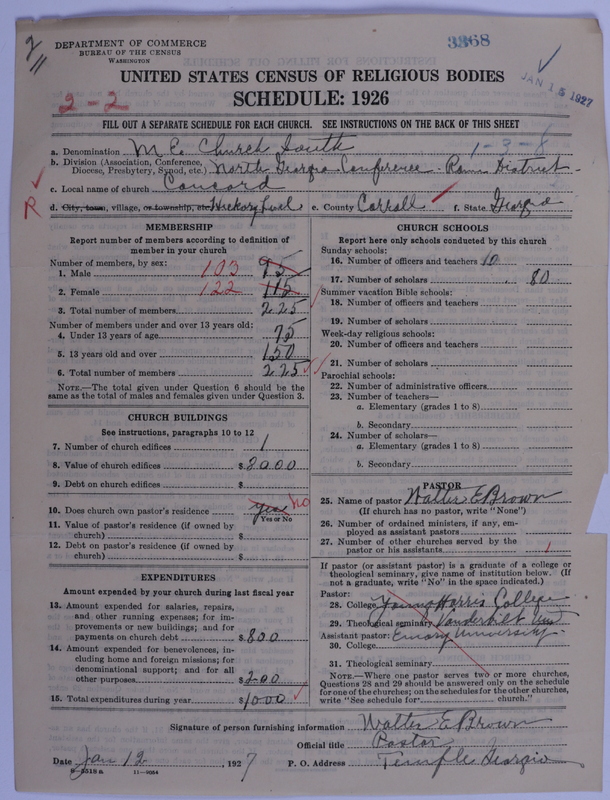 2
11
DEPARTMENT OF COMMERCE
BUREAU OF THE CENSUS
WASHINGTON
3368
JAN 15 1927
UNITED STATES CENSUS OF RELIGIOUS BODIES
2-2
SCHEDULE: 1926
FILL OUT A SEPARATE SCHEDULE FOR EACH CHURCH. SEE INSTRUCTIONS ON THE BACK OF THIS SHEET
a. Denomination M E Church South 1-3-8
b. Division (Association, Conference, Diocese, Presbytery, Synod, etc.) North Georgia Conference - Rome District
c. Local name of church Concord
R
d. City, town, village, or township, etc. Hickory Level e. County Carroll f. State Georgia
MEMBERSHIP
Report number of members according to definition of
member in your church
Number of members, by sex:
1. Male 103 95
2. Female 122 115
3. Total number of members 225
Number of members under and over 13 years old:
4. Under 13 years of age 75
5. 13 years old and over 150
6. Total number of members 225
NOTE.—The total given under Question 6 should be the
same as the total of males and females given under Question 3.
CHURCH BUILDINGS
See instructions, paragraphs 10 to 12
7. Number of church edifices 1
8. Value of church edifices $ 2000
9. Debt on church edifices $
10. Does church own pastor's residence yes no
Yes or No
11. Value of pastor's residence (if owned by
church) $
12. Debt on pastor's residence (if owned by
church) $
EXPENDITURES
Amount expended by your church during last fiscal year
13. Amount expended for salaries, repairs,
and other running expenses; for im-
provements or new buildings; and for
payments on church debt $ 800
14. Amount expended for benevolences, in-
cluding home and foreign missions; for
denominational support; and for all
other purposes $ 200
15. Total expenditures during year $ 1000
CHURCH SCHOOLS
Report here only schools conducted by this church
Sunday schools:
16. Number of officers and teachers 10
17. Number of scholars 80
Summer vacation Bible schools:
18. Number of officers and teachers
19. Number of scholars
Week-day religious schools:
20. Number of officers and teachers
21. Number of scholars
Parochial schools:
22. Number of administrative officers
23. Number of teachers—
a. Elementary (grades 1 to 8)
b. Secondary
24. Number of scholars—
a. Elementary (grades 1 to 8)
b. Secondary
PASTOR
25. Name of pastor Walter E Brown
(If church has no pastor, write "None")
26. Number of ordained ministers, if any, em-
ployed as assistant pastors
27. Number of other churches served by the
pastor or his assistants 1
If pastor (or assistant pastor) is a graduate of a college or
theological seminary, give name of institution below. (If
not a graduate, write "No" in the space indicated.)
Pastor:
28. College Young Harris College
29. Theological seminary Vanderbilt Univ
Assistant pastor: Emory University
30. College
31. Theological seminary
NOTE.—Where one pastor serves two or more churches,
Questions 28 and 29 should be answered only on the schedule
for one of the churches; on the schedules for the other churches,
write "See schedule for church."
Signature of person furnishing information Walter E Brown
Official title Pastor
Date Jan 12, 1927 P. O. Address Temple Georgia
11—9084